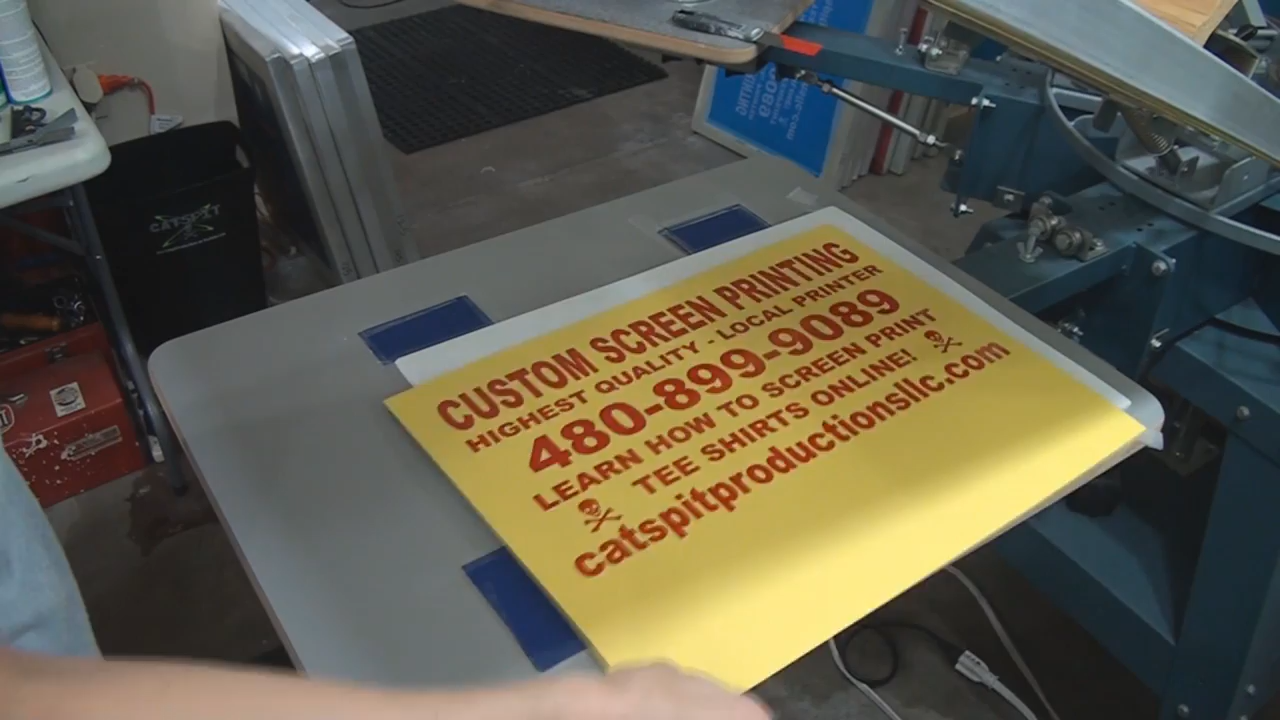 CUSTOM SCREEN PRINTING
HIGHEST QUALITY - LOCAL PRINTER
480-899-9089
LEARN HOW TO SCREEN PRINT
TEE SHIRTS ONLINE!
catspitproductionsllc.com
CATSPIT